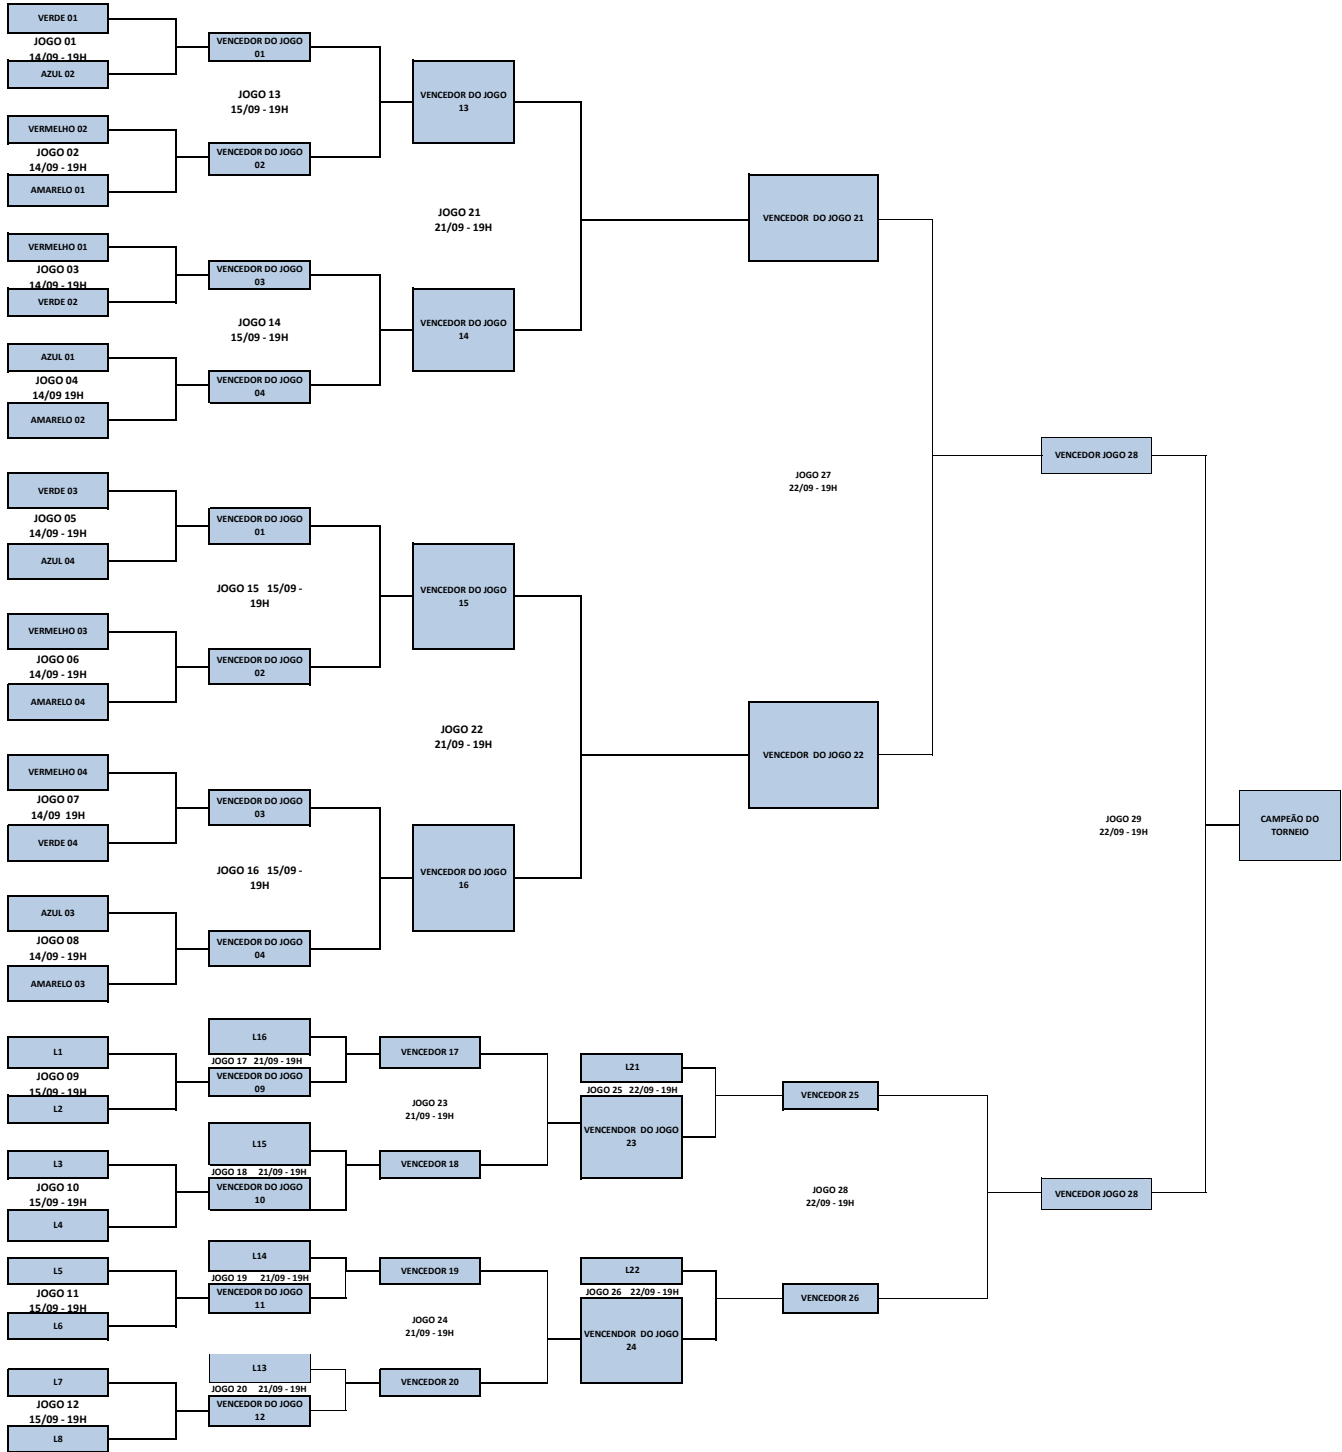 VERDE 01
JOGO 01
14/09 - 19H
AZUL 02
VENCEDOR DO JOGO
01
JOGO 13
15/09 - 19H
VERMELHO 02
JOGO 02
14/09 - 19H
AMARELO 01
VENCEDOR DO JOGO
02
VENCEDOR DO JOGO
13
JOGO 21
21/09 - 19H
VERMELHO 01
JOGO 03
14/09 - 19H
VERDE 02
VENCEDOR DO JOGO
03
JOGO 14
15/09 - 19H
AZUL 01
JOGO 04
14/09 19H
AMARELO 02
VENCEDOR DO JOGO
04
VENCEDOR DO JOGO
14
VENCEDOR  DO JOGO 21
JOGO 27
22/09 - 19H
VENCEDOR JOGO 28
VERDE 03
JOGO 05
14/09 - 19H
AZUL 04
VENCEDOR DO JOGO
01
JOGO 15   15/09 -
19H
VERMELHO 03
JOGO 06
14/09 - 19H
AMARELO 04
VENCEDOR DO JOGO
02
VENCEDOR DO JOGO
15
JOGO 22
21/09 - 19H
VERMELHO 04
JOGO 07
14/09  19H
VERDE 04
VENCEDOR DO JOGO
03
JOGO 16   15/09 -
19H
AZUL 03
JOGO 08
14/09 - 19H
AMARELO 03
VENCEDOR DO JOGO
04
VENCEDOR DO JOGO
16
VENCEDOR  DO JOGO 22
JOGO 29
22/09 - 19H
CAMPEÃO DO
TORNEIO
L1
JOGO 09
15/09 - 19H
L2
L16
JOGO 17   21/09 - 19H
VENCEDOR DO JOGO
09
VENCEDOR 17
JOGO 23
21/09 - 19H
L3
JOGO 10
15/09 - 19H
L4
L15
JOGO 18    21/09 - 19H
VENCEDOR DO JOGO
10
VENCEDOR 18
L21
JOGO 25   22/09 - 19H
VENCENDOR  DO JOGO
23
VENCEDOR 25
JOGO 28
22/09 - 19H
VENCEDOR JOGO 28
L5
JOGO 11
15/09 - 19H
L6
L14
JOGO 19    21/09 - 19H
VENCEDOR DO JOGO
11
VENCEDOR 19
JOGO 24
21/09 - 19H
L7
JOGO 12
15/09 - 19H
L8
L13
JOGO 20    21/09 - 19H
VENCEDOR DO JOGO
12
VENCEDOR 20
L22
JOGO 26   22/09 - 19H
VENCENDOR  DO JOGO
24
VENCEDOR 26